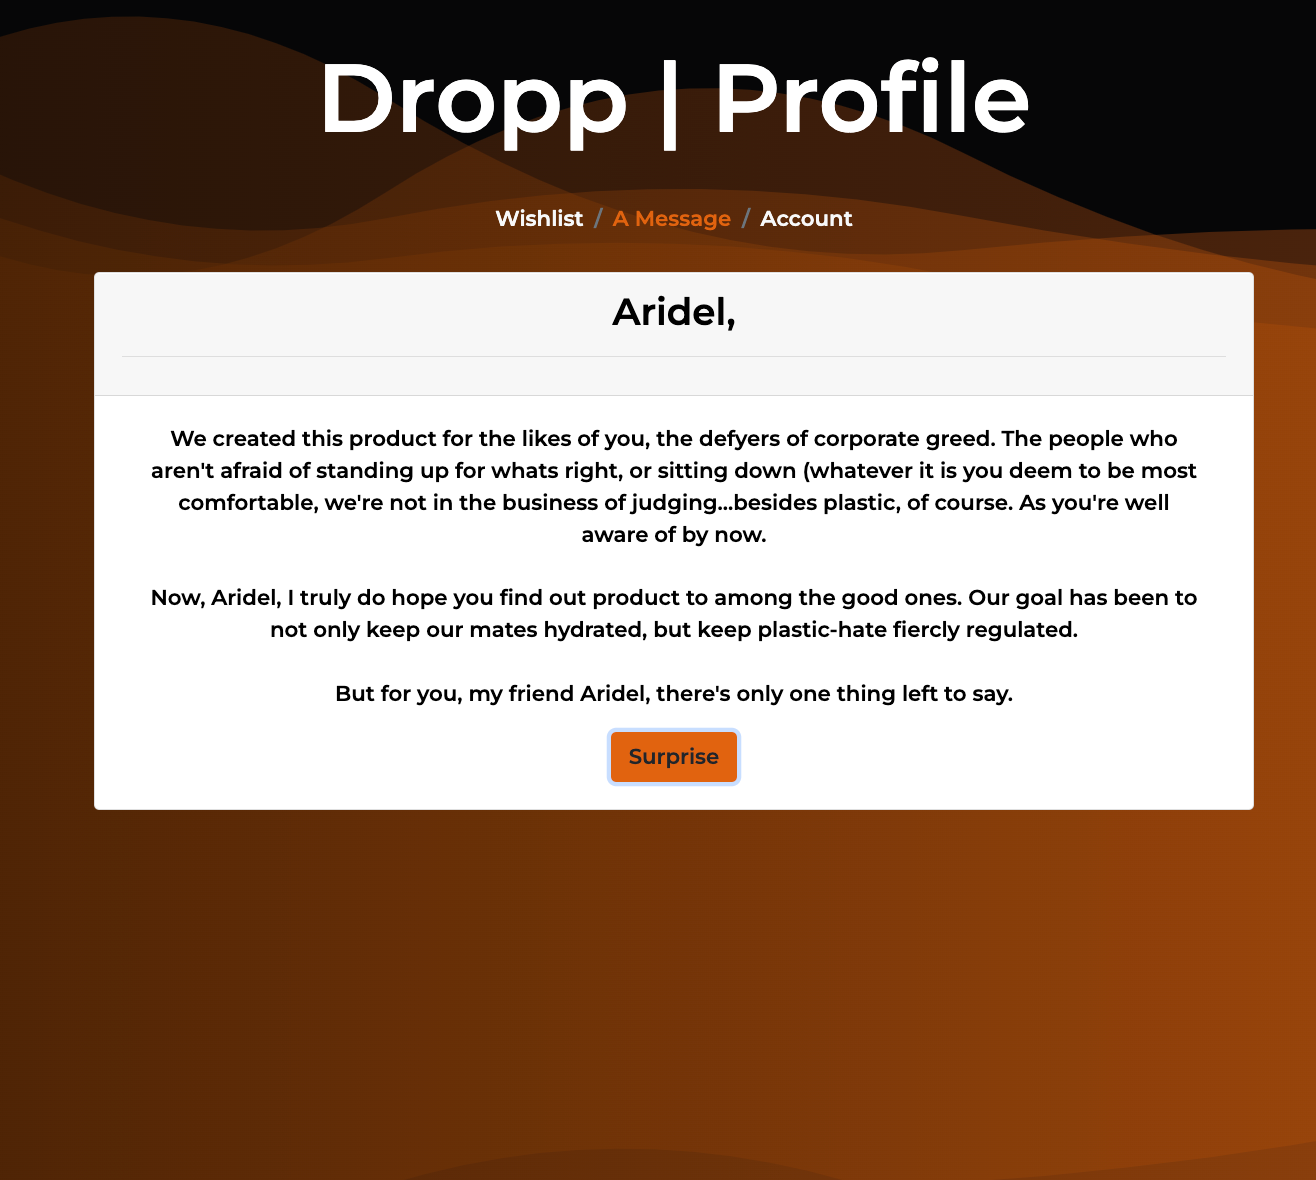 Dropp | Profile
Wishlist / A Message / Account
Aridel,
We created this product for the likes of you, the defyers of corporate greed. The people who
aren't afraid of standing up for whats right, or sitting down (whatever it is you deem to be most
comfortable, we're not in the business of judging...besides plastic, of course. As you're well
aware of by now.
Now, Aridel, I truly do hope you find out product to among the good ones. Our goal has been to
not only keep our mates hydrated, but keep plastic-hate fiercly regulated.
But for you, my friend Aridel, there's only one thing left to say.
Surprise